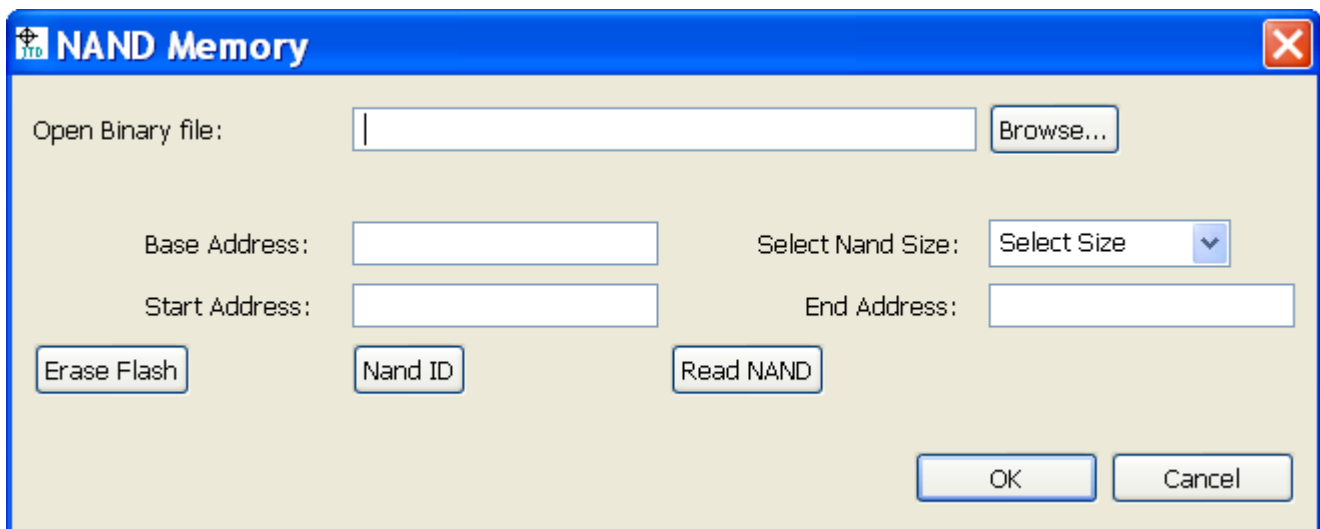 JTD NAND Memory
Open Binary file: Browse...
Base Address: Select Nand Size: Select Size
Start Address: End Address:
Erase Flash Nand ID Read NAND
OK Cancel